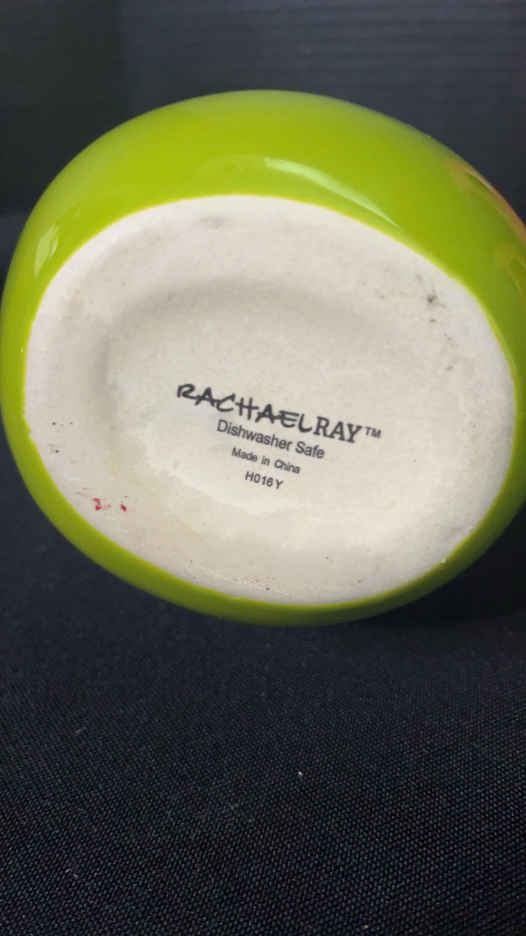 RACHAELRAY™
Dishwasher Safe
Made in China
H016Y